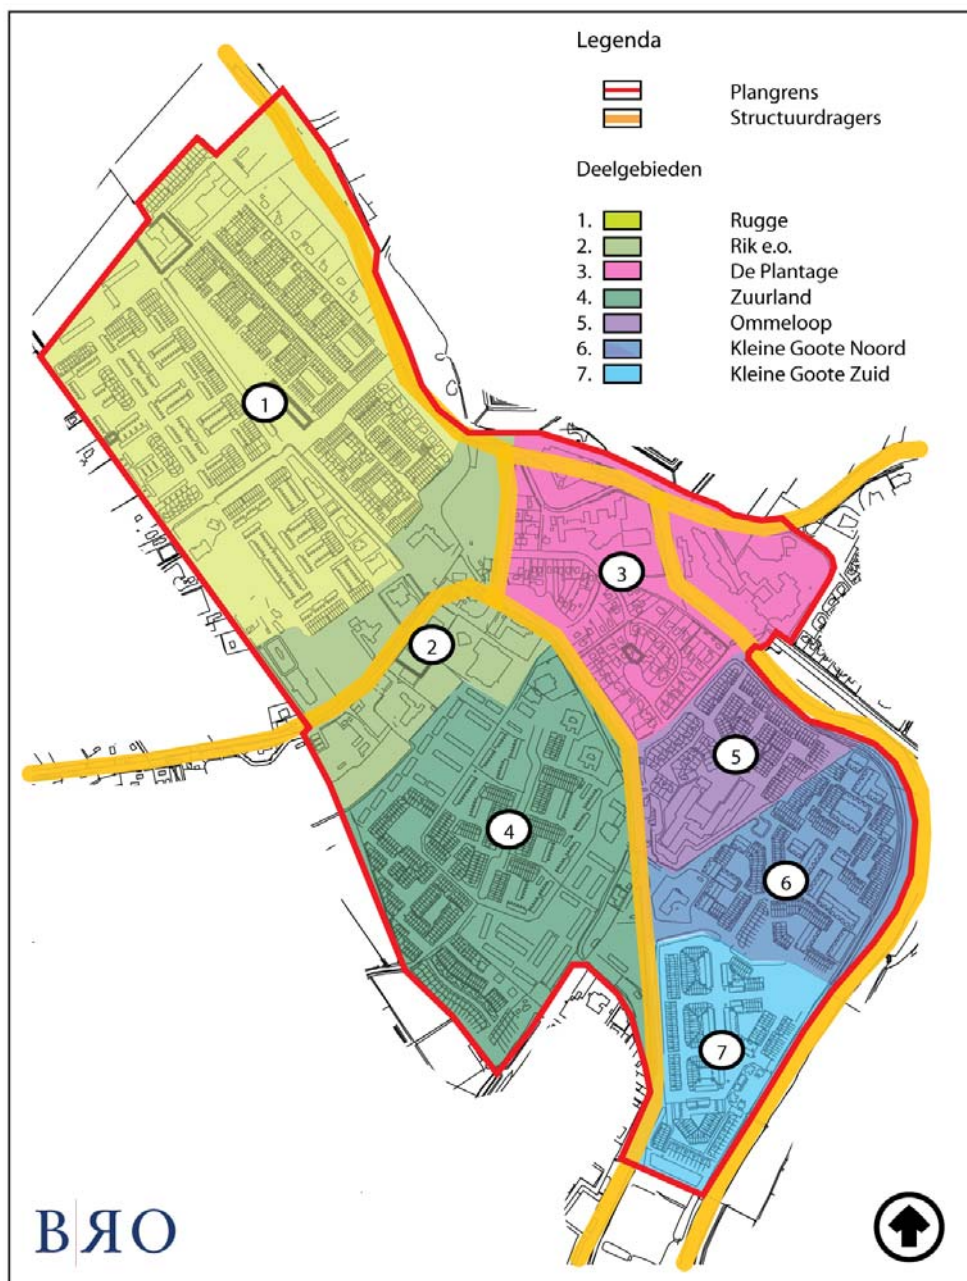 Legenda
Plangrens
Structuurdragers
Deelgebieden
1. Rugge
2. Rik e.o.
3. De Plantage
4. Zuurland
5. Ommeloop
6. Kleine Goote Noord
7. Kleine Goote Zuid
1
3
2
5
4
6
7
BRO